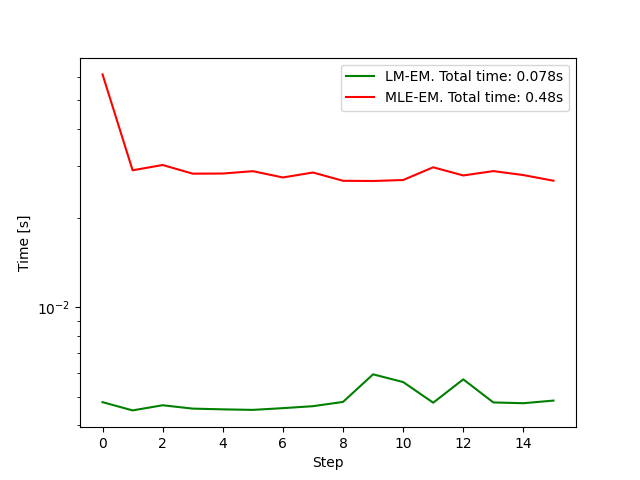 LM-EM. Total time: 0.078s
MLE-EM. Total time: 0.48s
Time [s]
10⁻²
0 2 4 6 8 10 12 14
Step